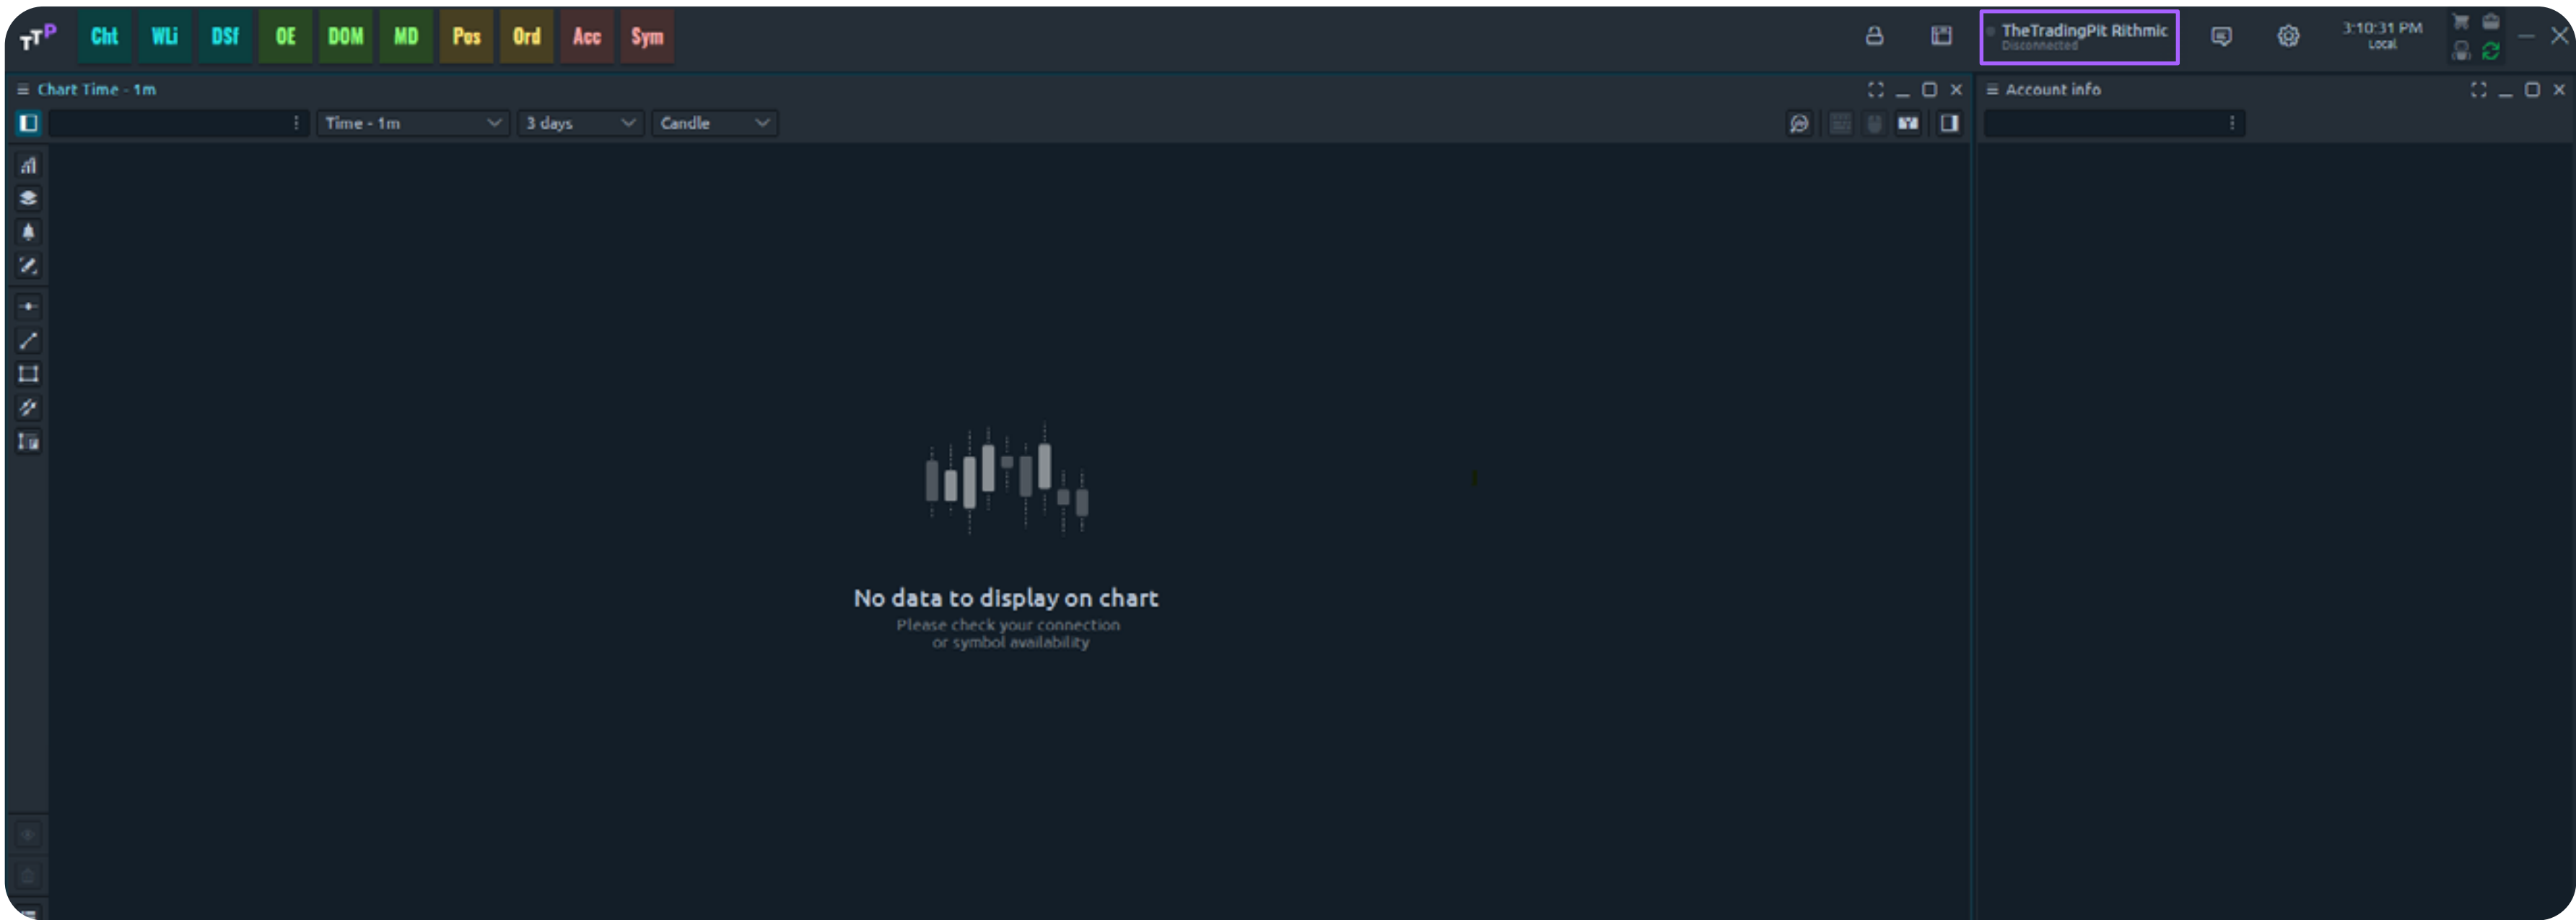 TTP
Cht WLi DSf OE DOM MD Pos Ord Acc Sym
TheTradingPit Rithmic
Disconnected
3:10:31 PM
Local
Chart Time - 1m
Account info
Time - 1m
3 days
Candle
No data to display on chart
Please check your connection
or symbol availability